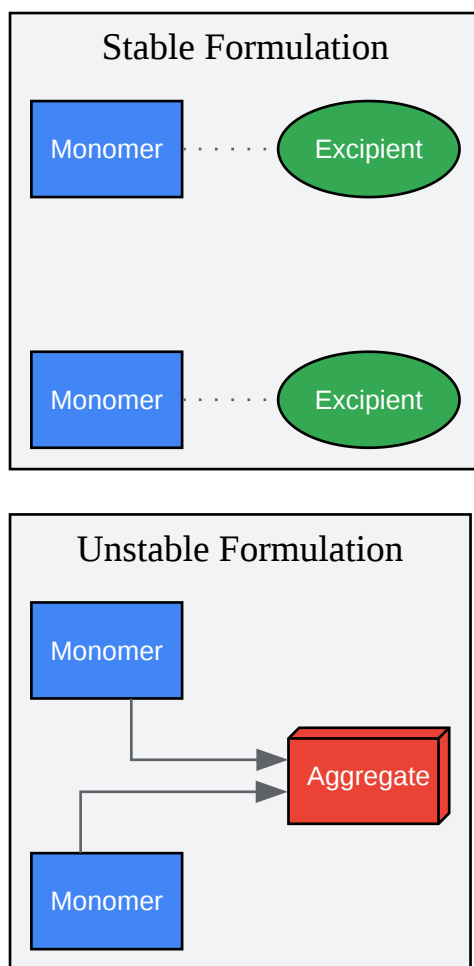 Stable Formulation
Monomer
Excipient
Monomer
Excipient
Unstable Formulation
Monomer
Aggregate
Monomer